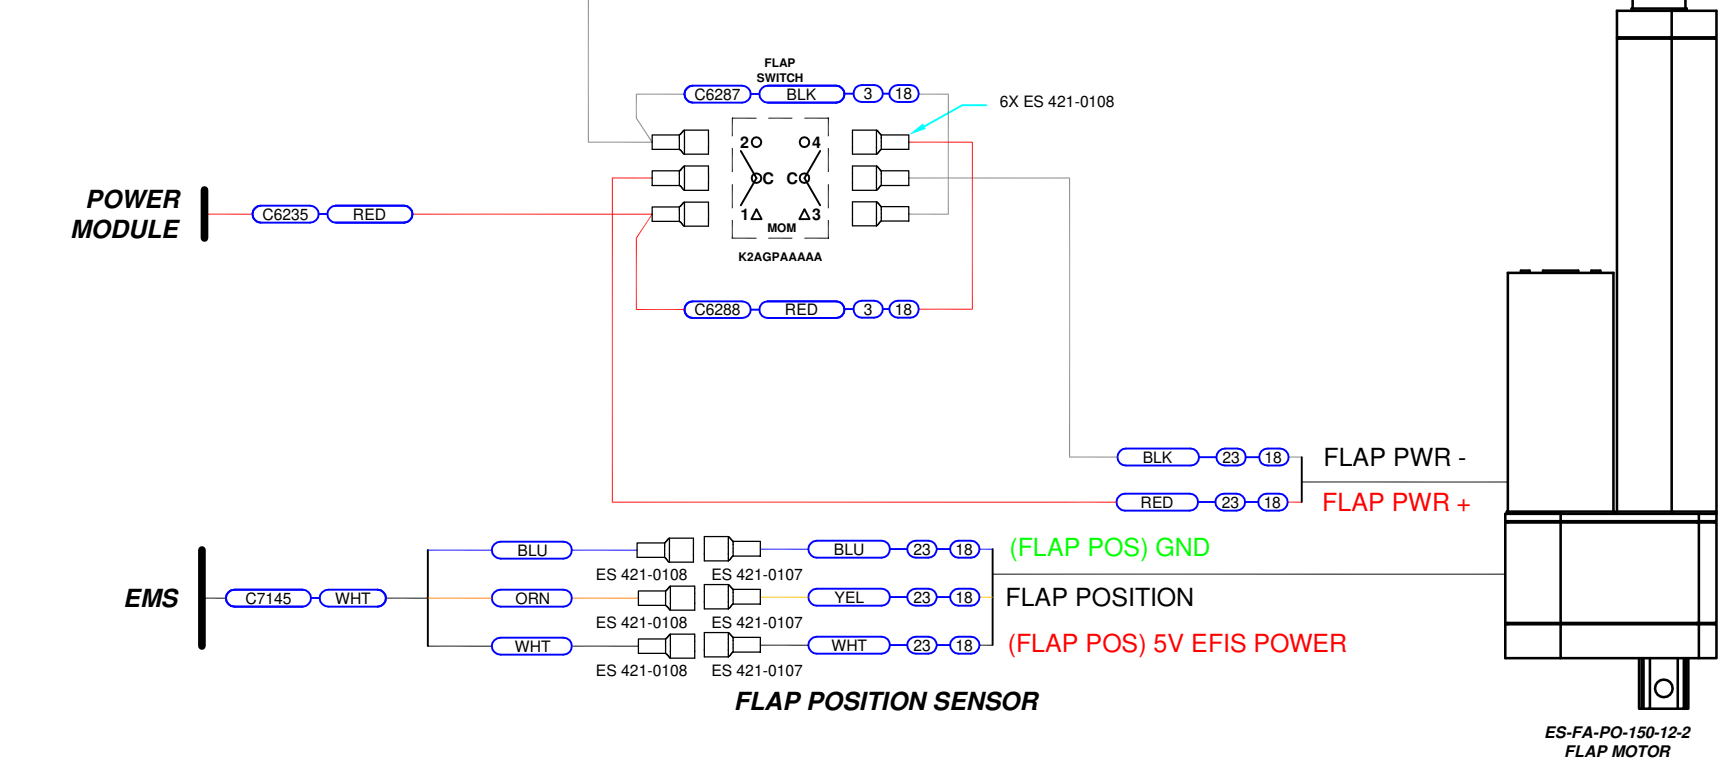 FLAP
SWITCH
C6287 BLK 3 18
6X ES 421-0108
2 4
C C
1 3
MOM
K2AGPAAAAA
POWER
MODULE
C6235 RED
C6288 RED 3 18
BLK 23 18 FLAP PWR -
RED 23 18 FLAP PWR +
BLU BLU 23 18 (FLAP POS) GND
ES 421-0108 ES 421-0107
EMS C7145 WHT ORN YEL 23 18 FLAP POSITION
ES 421-0108 ES 421-0107
WHT WHT 23 18 (FLAP POS) 5V EFIS POWER
ES 421-0108 ES 421-0107
FLAP POSITION SENSOR
ES-FA-PO-150-12-2
FLAP MOTOR